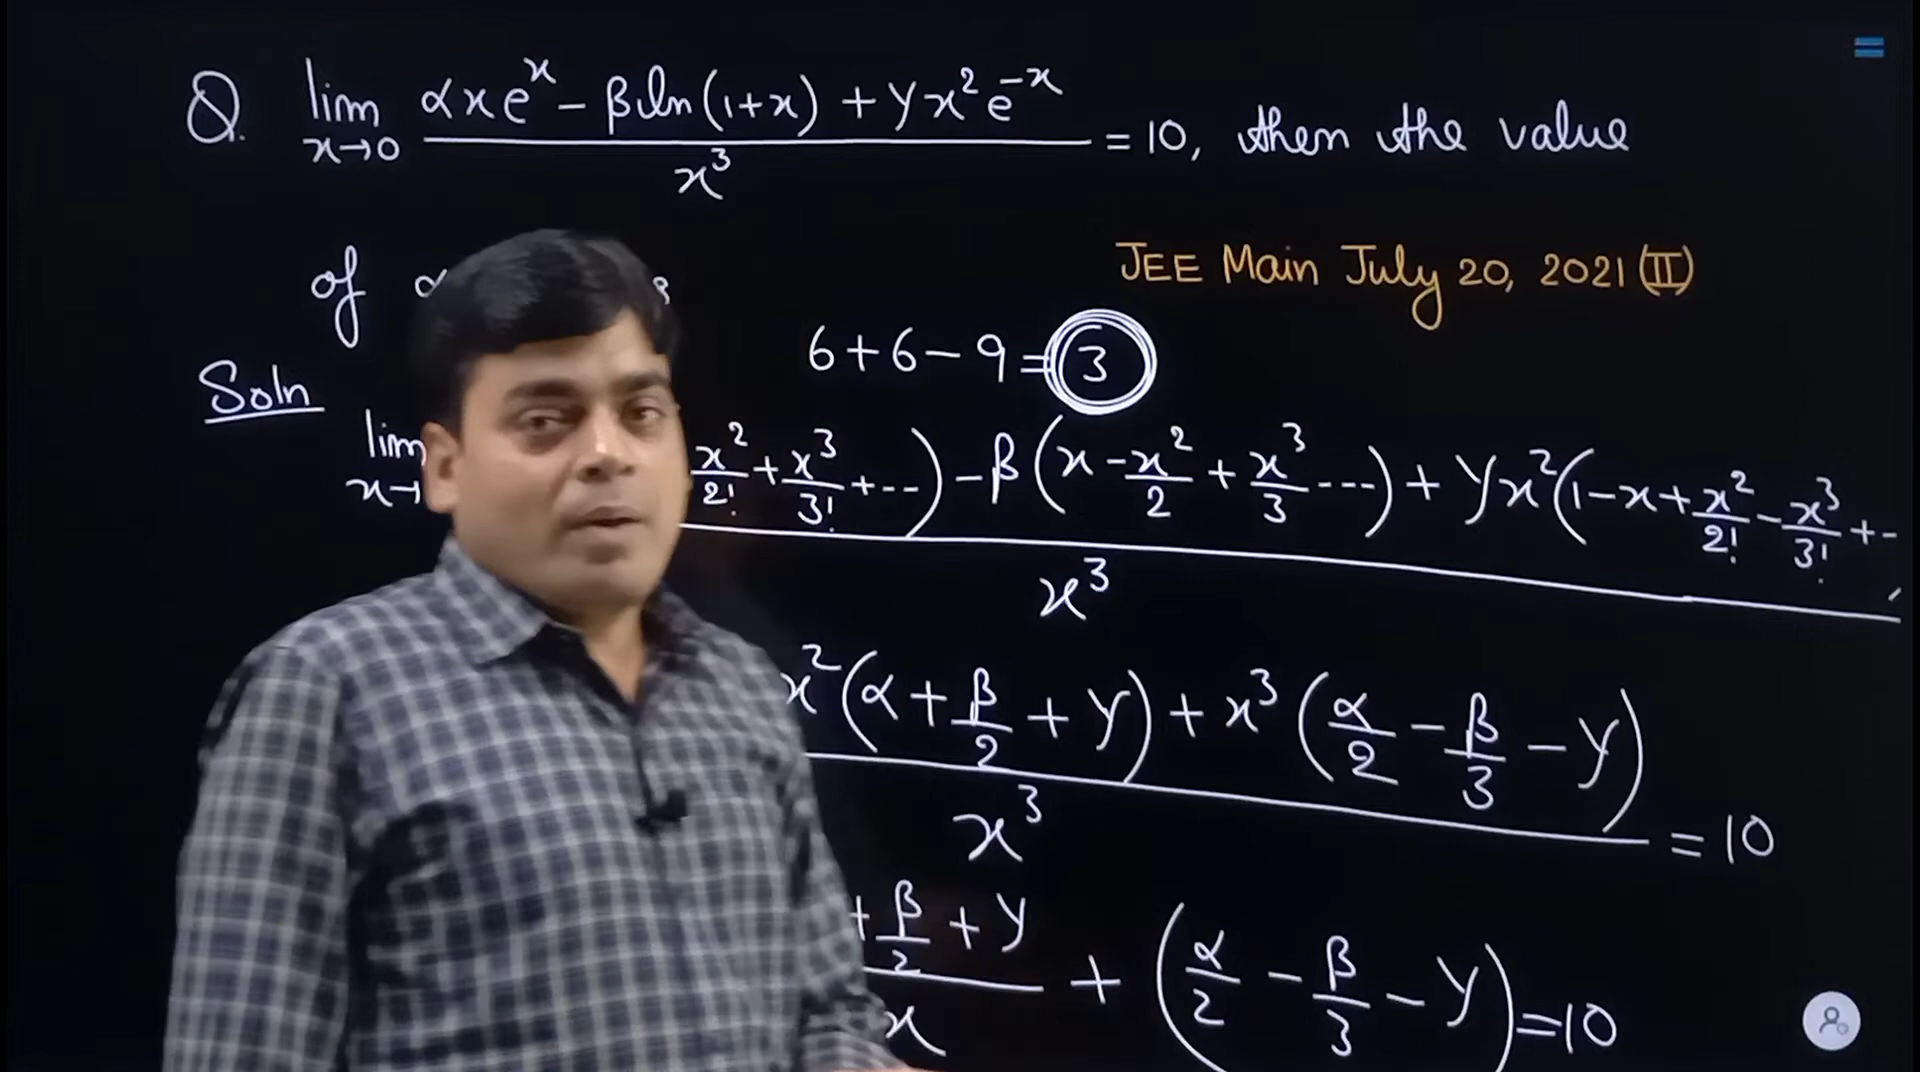 Q. lim x→0 (αxe^x − β ln(1+x) + γx²e^−x) / x³ = 10, then the value
of α
JEE Main July 20, 2021 (II)
6+6−9=3
Soln
lim x→ x²/2! + x³/3! + --) − β(x − x²/2 + x³/3 ---) + γx²(1−x+x²/2! − x³/3! + -
x³
x²(α + β/2 + γ) + x³(α/2 − β/3 − γ)
x³ = 10
+ β/2 + γ / x + (α/2 − β/3 − γ) = 10